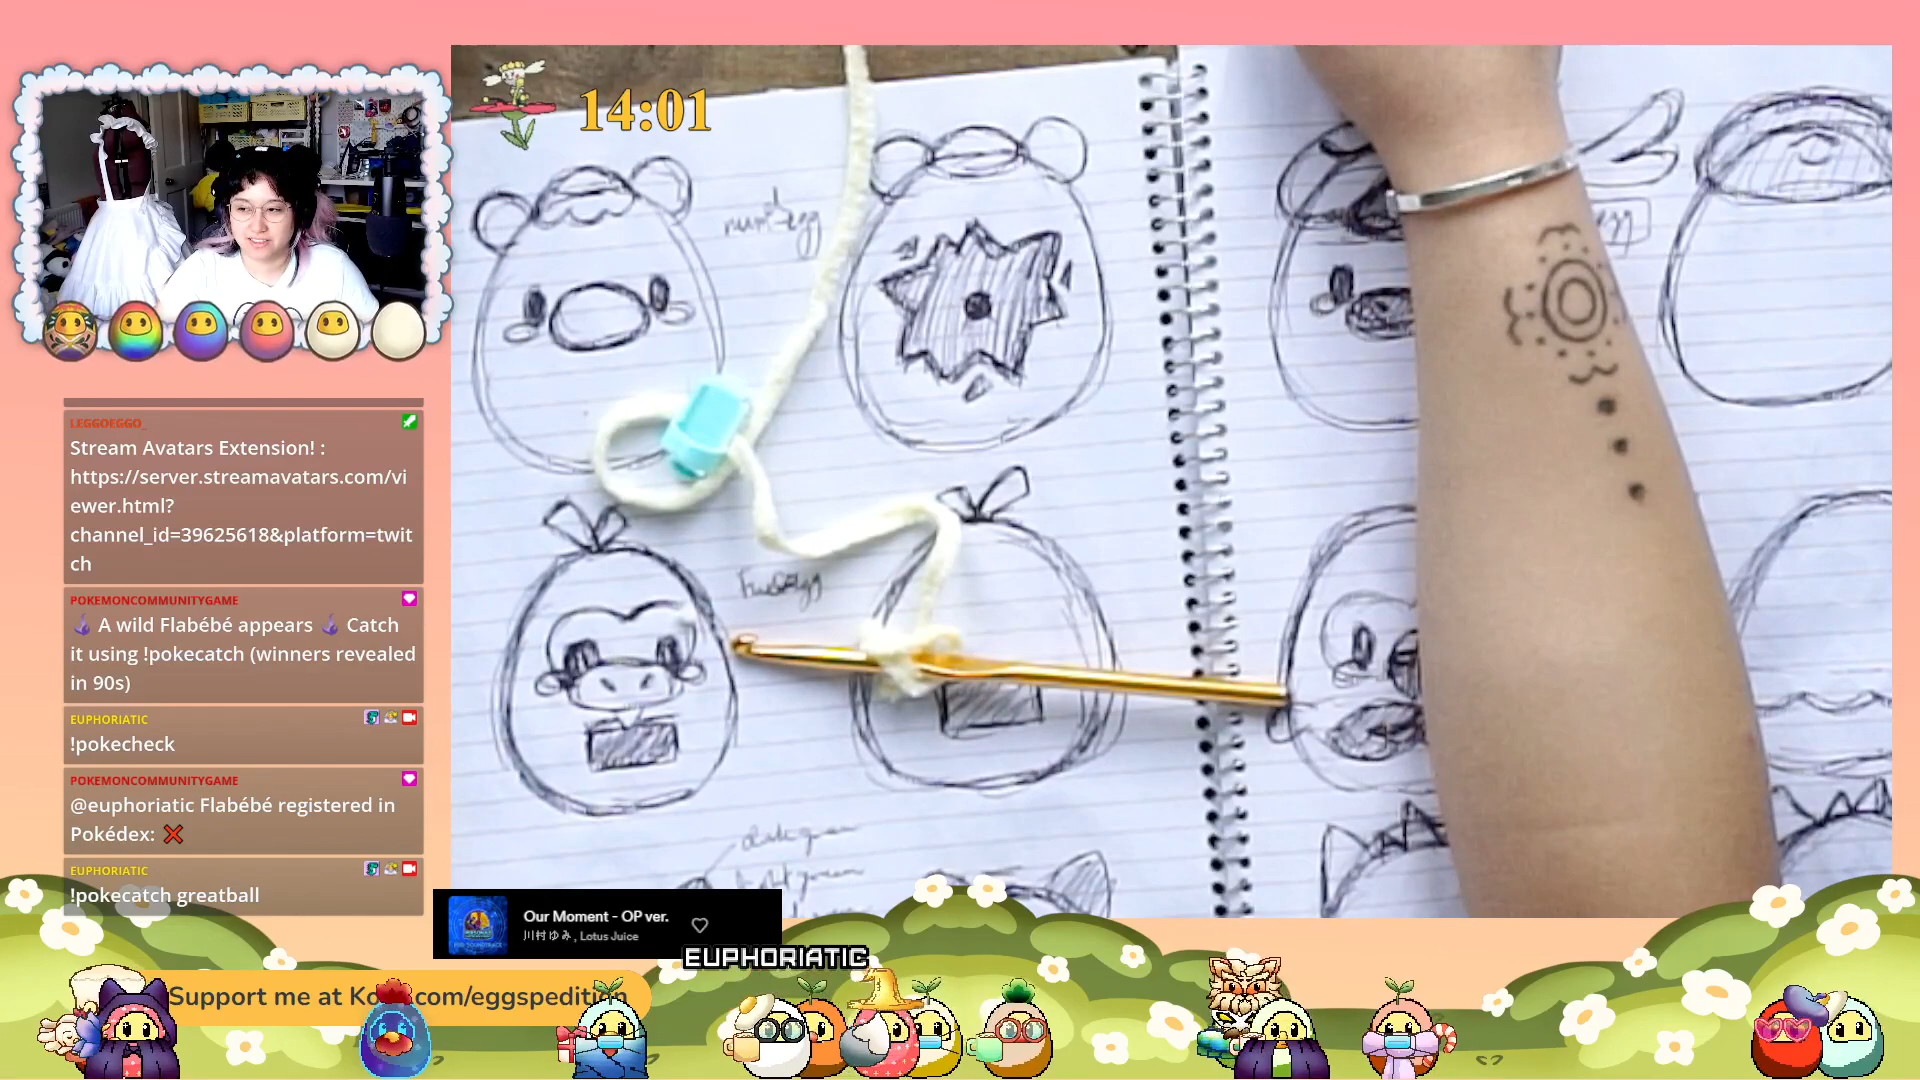 14:01
LEGGOEGGO_
Stream Avatars Extension! :
https://server.streamavatars.com/vi
ewer.html?
channel_id=39625618&platform=twit
ch
POKEMONCOMMUNITYGAME
A wild Flabébé appears Catch
it using !pokecatch (winners revealed
in 90s)
EUPHORIATIC
!pokecheck
POKEMONCOMMUNITYGAME
@euphoriatic Flabébé registered in
Pokédex: ❌
EUPHORIATIC
!pokecatch greatball
Our Moment - OP ver.
川村ゆみ, Lotus Juice
EUPHORIATIC
Support me at Ko .com/eggspedition